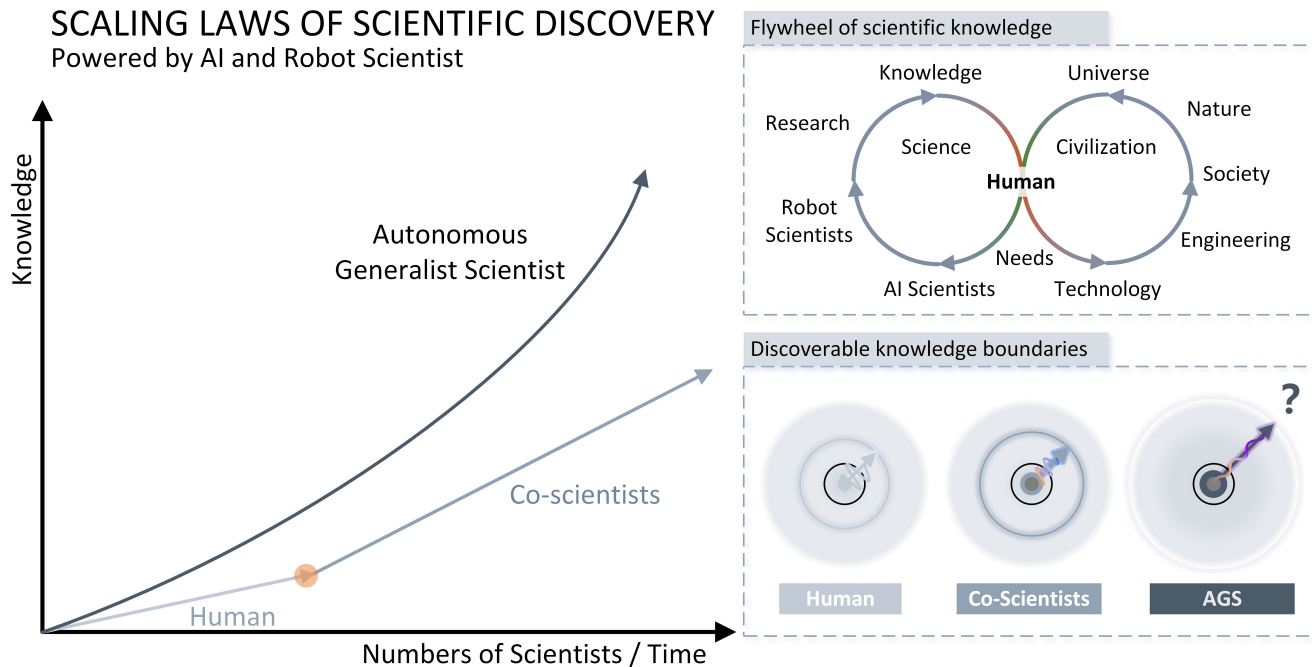 SCALING LAWS OF SCIENTIFIC DISCOVERY
Powered by AI and Robot Scientist
Knowledge
Autonomous
Generalist Scientist
Co-scientists
Human
Numbers of Scientists / Time
Flywheel of scientific knowledge
Knowledge
Universe
Research
Nature
Science
Civilization
Human
Society
Robot
Scientists
Engineering
Needs
AI Scientists
Technology
Discoverable knowledge boundaries
?
Human
Co-Scientists
AGS